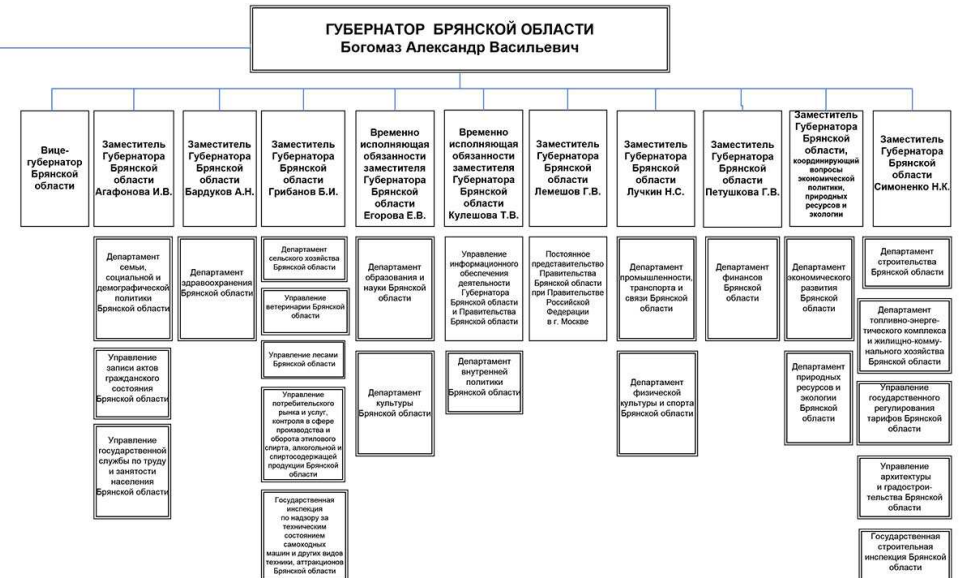 ГУБЕРНАТОР БРЯНСКОЙ ОБЛАСТИ
Богомаз Александр Васильевич
Вице-
губернатор
Брянской
области
Заместитель
Губернатора
Брянской
области
Агафонова И.В.
Заместитель
Губернатора
Брянской
области
Бардуков А.Н.
Заместитель
Губернатора
Брянской
области
Грибанов Б.И.
Временно
исполняющая
обязанности
заместителя
Губернатора
Брянской
области
Егорова Е.В.
Временно
исполняющая
обязанности
заместителя
Губернатора
Брянской
области
Кулешова Т.В.
Заместитель
Губернатора
Брянской
области
Лемешов Г.В.
Заместитель
Губернатора
Брянской
области
Лучкин Н.С.
Заместитель
Губернатора
Брянской
области
Петушкова Г.В.
Заместитель
Губернатора
Брянской
области,
координирующий
вопросы
экономической
политики,
природных
ресурсов и
экологии
Заместитель
Губернатора
Брянской
области
Симоненко Н.К.
Департамент
семьи,
социальной и
демографической
политики
Брянской области
Управление
записи актов
гражданского
состояния
Брянской области
Управление
государственной
службы по труду
и занятости
населения
Брянской области
Департамент
здравоохранения
Брянской области
Департамент
сельского хозяйства
Брянской области
Управление
ветеринарии Брянской
области
Управление лесами
Брянской области
Управление
потребительского
рынка и услуг,
контроля в сфере
производства и
оборота этилового
спирта, алкогольной и
спиртосодержащей
продукции Брянской
области
Государственная
инспекция
по надзору за
техническим
состоянием
самоходных
машин и других видов
техники, аттракционов
Брянской области
Департамент
образования и
науки Брянской
области
Департамент
культуры
Брянской области
Управление
информационного
обеспечения
деятельности
Губернатора
Брянской области
и Правительства
Брянской области
Департамент
внутренней
политики
Брянской области
Постоянное
представительство
Правительства
Брянской области
при Правительстве
Российской
Федерации
в г. Москве
Департамент
промышленности,
транспорта и
связи Брянской
области
Департамент
физической
культуры и спорта
Брянской области
Департамент
финансов
Брянской
области
Департамент
экономического
развития
Брянской
области
Департамент
природных
ресурсов и
экологии
Брянской
области
Департамент
строительства
Брянской области
Департамент
топливно-энерге-
тического комплекса
и жилищно-комму-
нального хозяйства
Брянской области
Управление
государственного
регулирования
тарифов Брянской
области
Управление
архитектуры
и градострои-
тельства Брянской
области
Государственная
строительная
инспекция Брянской
области